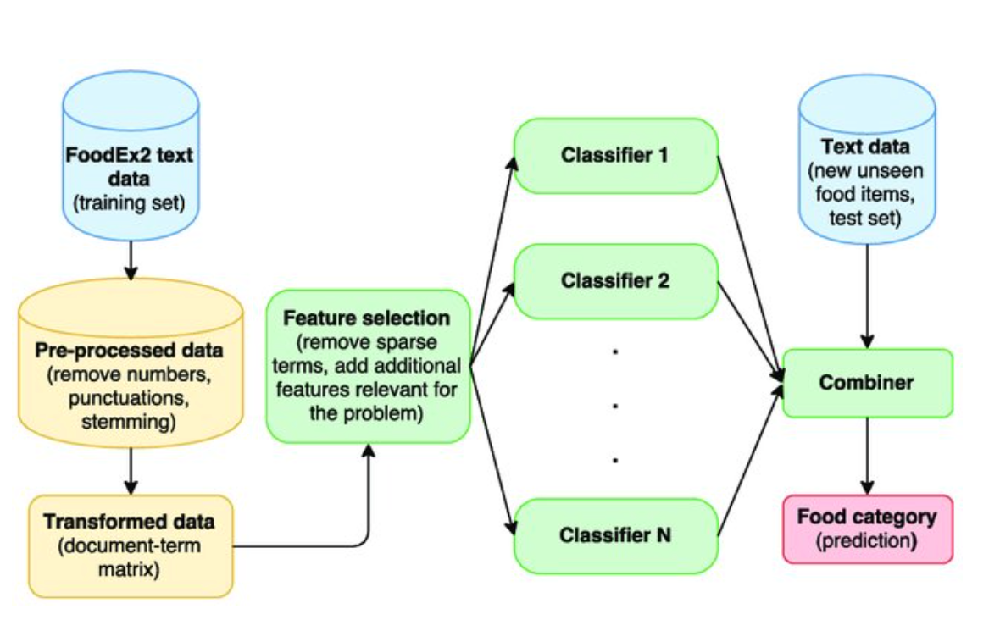 FoodEx2 text
data
(training set)
Pre-processed data
(remove numbers,
punctuations,
stemming)
Transformed data
(document-term
matrix)
Feature selection
(remove sparse
terms, add additional
features relevant for
the problem)
Classifier 1
Classifier 2
.
.
.
Classifier N
Text data
(new unseen
food items,
test set)
Combiner
Food category
(prediction)